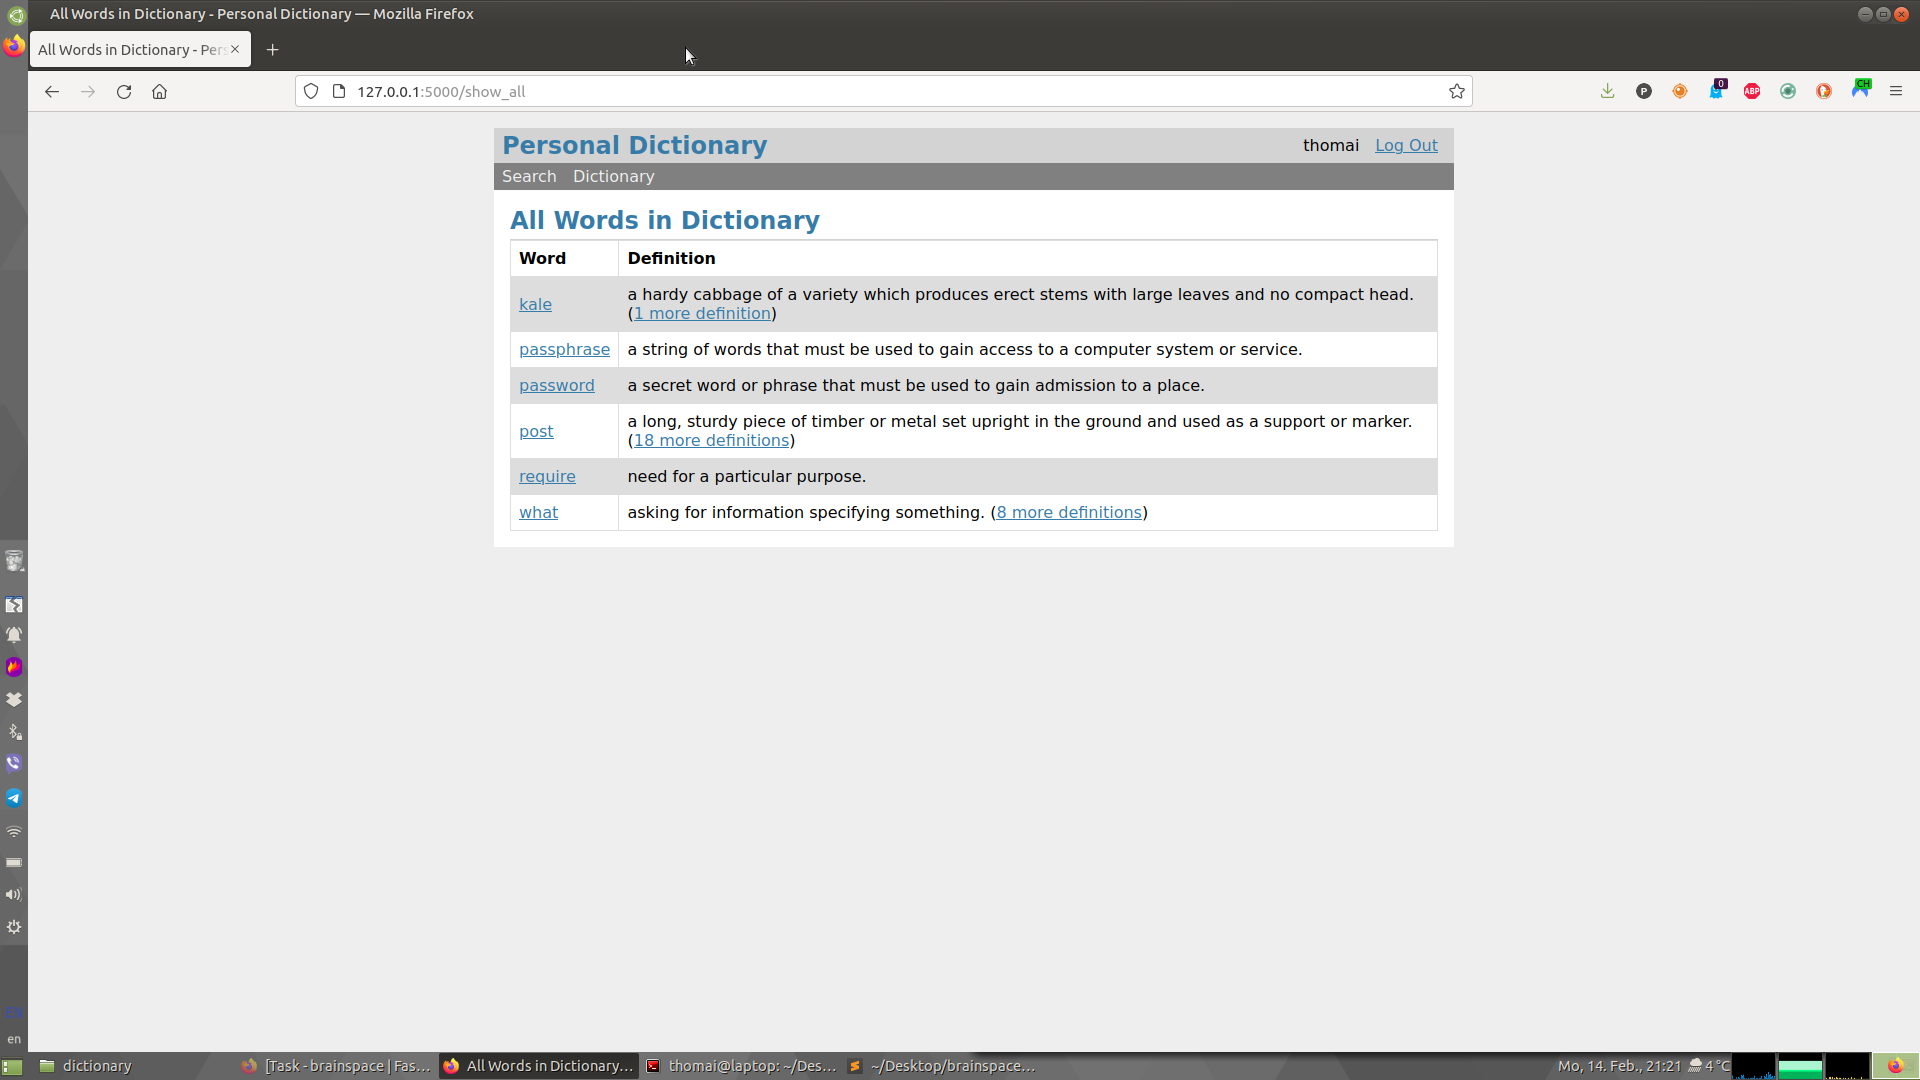 All Words in Dictionary - Personal Dictionary — Mozilla Firefox
All Words in Dictionary - Pers
127.0.0.1:5000/show_all
P
0
ABP
CH
Personal Dictionary
thomai Log Out
Search Dictionary
All Words in Dictionary
Word Definition
kale a hardy cabbage of a variety which produces erect stems with large leaves and no compact head.
(1 more definition)
passphrase a string of words that must be used to gain access to a computer system or service.
password a secret word or phrase that must be used to gain admission to a place.
post a long, sturdy piece of timber or metal set upright in the ground and used as a support or marker.
(18 more definitions)
require need for a particular purpose.
what asking for information specifying something. (8 more definitions)
en
dictionary
[Task - brainspace | Fas...
All Words in Dictionary...
thomai@laptop: ~/Des...
~/Desktop/brainspace...
Mo, 14. Feb., 21:21
4 °C